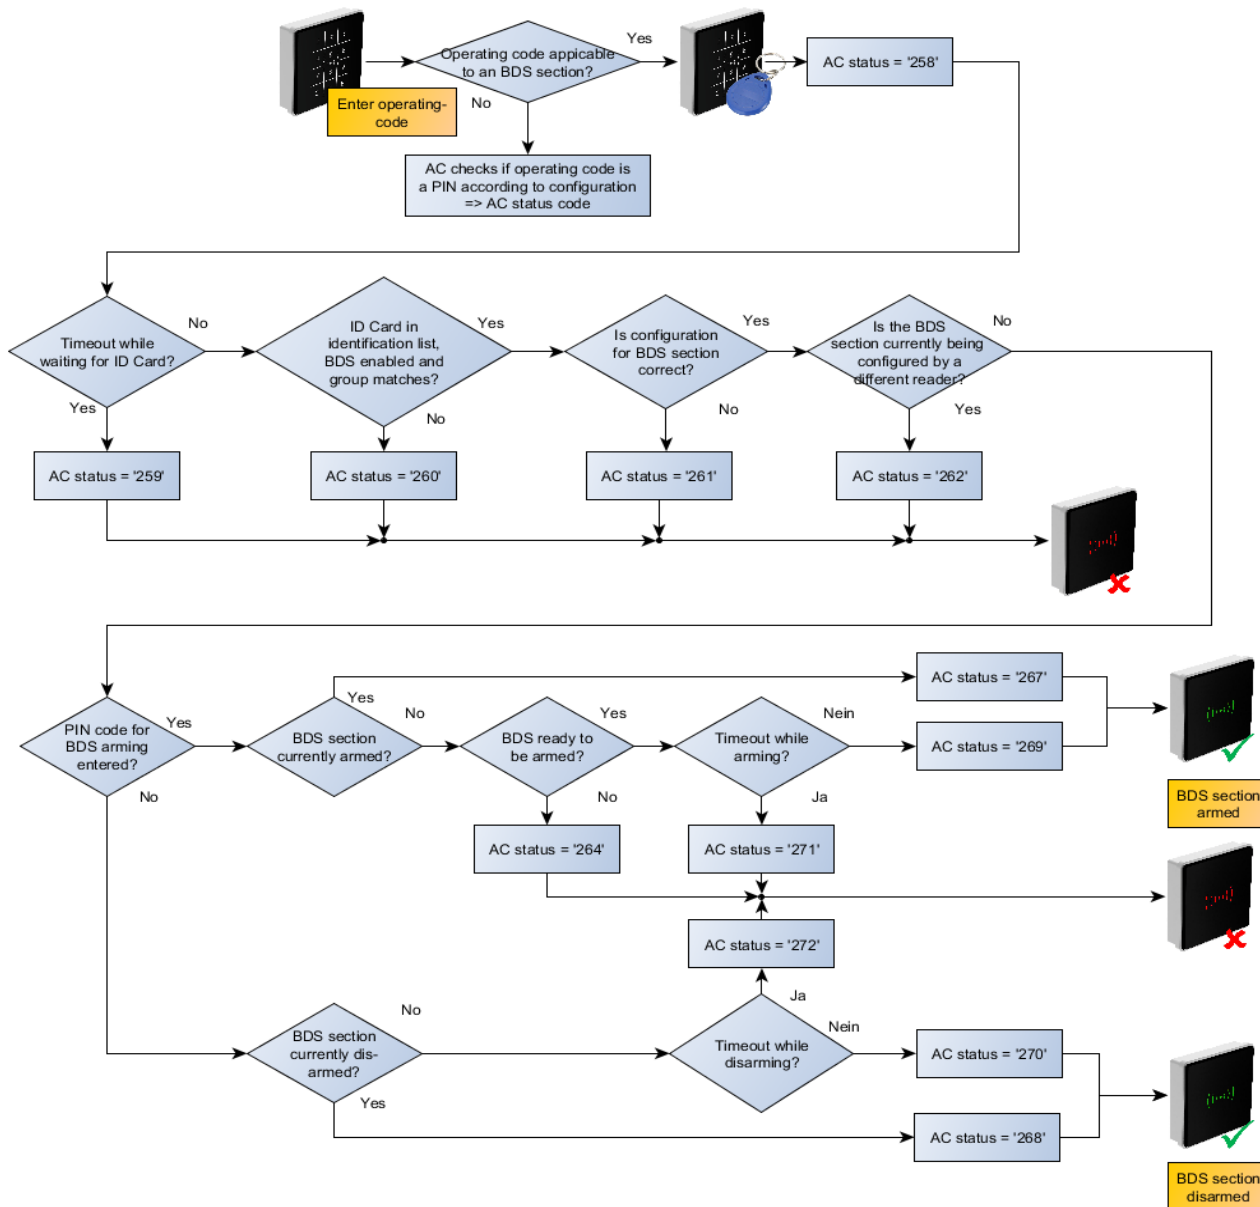 Operating code appicable
to an BDS section?
Yes
AC status = '258'
Enter operating-
code
No
AC checks if operating code is
a PIN according to configuration
=> AC status code
Timeout while
waiting for ID Card?
No
Yes
ID Card in
identification list,
BDS enabled and
group matches?
Yes
No
Is configuration
for BDS section
correct?
Yes
No
Is the BDS
section currently being
configured by a
different reader?
No
Yes
AC status = '259'
AC status = '260'
AC status = '261'
AC status = '262'
PIN code for
BDS arming
entered?
Yes
No
BDS section
currently armed?
Yes
No
BDS ready to
be armed?
Yes
No
Timeout while
arming?
Nein
Ja
AC status = '267'
AC status = '269'
BDS section
armed
AC status = '264'
AC status = '271'
AC status = '272'
BDS section
currently dis-
armed?
No
Yes
Timeout while
disarming?
Ja
Nein
AC status = '270'
AC status = '268'
BDS section
disarmed